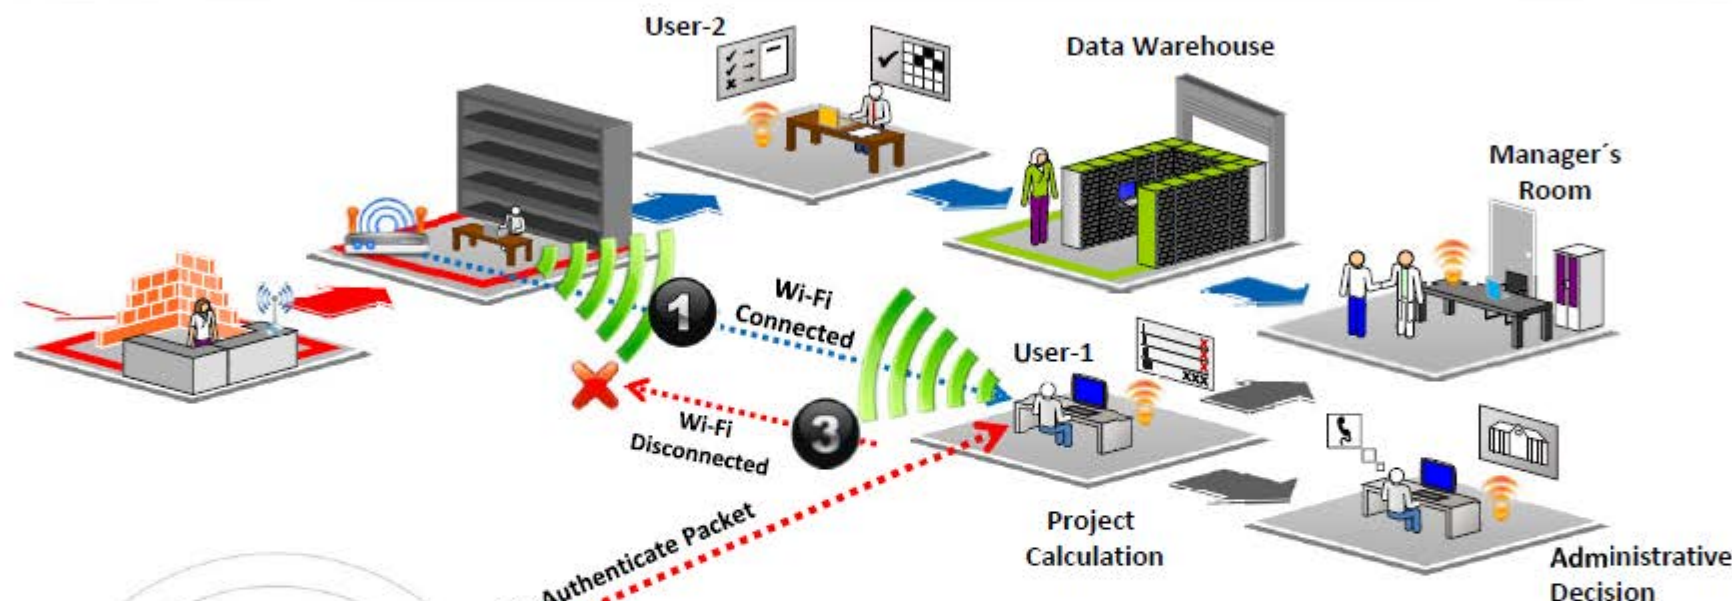 User-2
Data Warehouse
Manager´s
Room
1
Wi-Fi
Connected
User-1
XXX
3
Wi-Fi
Disconnected
Authenticate Packet
Project
Calculation
Administrative
Decision